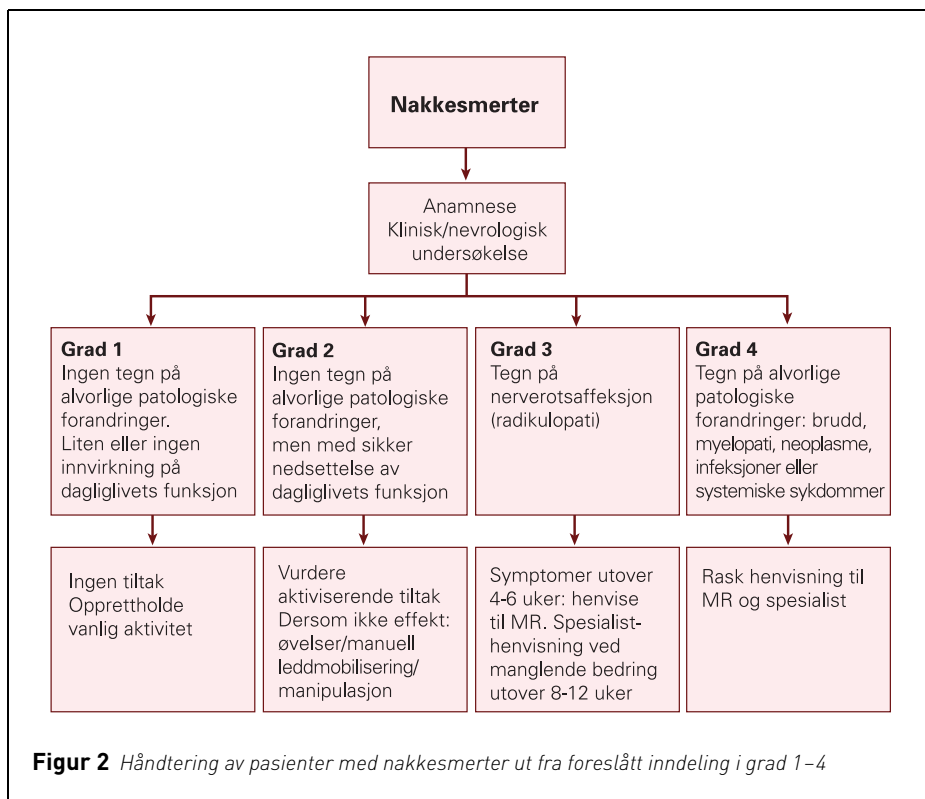 Nakkesmerter
Anamnese
Klinisk/nevrologisk
undersøkelse
Grad 1
Ingen tegn på
alvorlige patologiske
forandringer.
Liten eller ingen
innvirkning på
dagliglivets funksjon
Grad 2
Ingen tegn på
alvorlige patologiske
forandringer,
men med sikker
nedsettelse av
dagliglivets funksjon
Grad 3
Tegn på
nerverotsaffeksjon
(radikulopati)
Grad 4
Tegn på alvorlige
patologiske
forandringer: brudd,
myelopati, neoplasme,
infeksjoner eller
systemiske sykdommer
Ingen tiltak
Opprettholde
vanlig aktivitet
Vurdere
aktiviserende tiltak
Dersom ikke effekt:
øvelser/manuell
leddmobilisering/
manipulasjon
Symptomer utover
4-6 uker: henvise
til MR. Spesialist-
henvisning ved
manglende bedring
utover 8-12 uker
Rask henvisning til
MR og spesialist
Figur 2 Håndtering av pasienter med nakkesmerter ut fra foreslått inndeling i grad 1–4